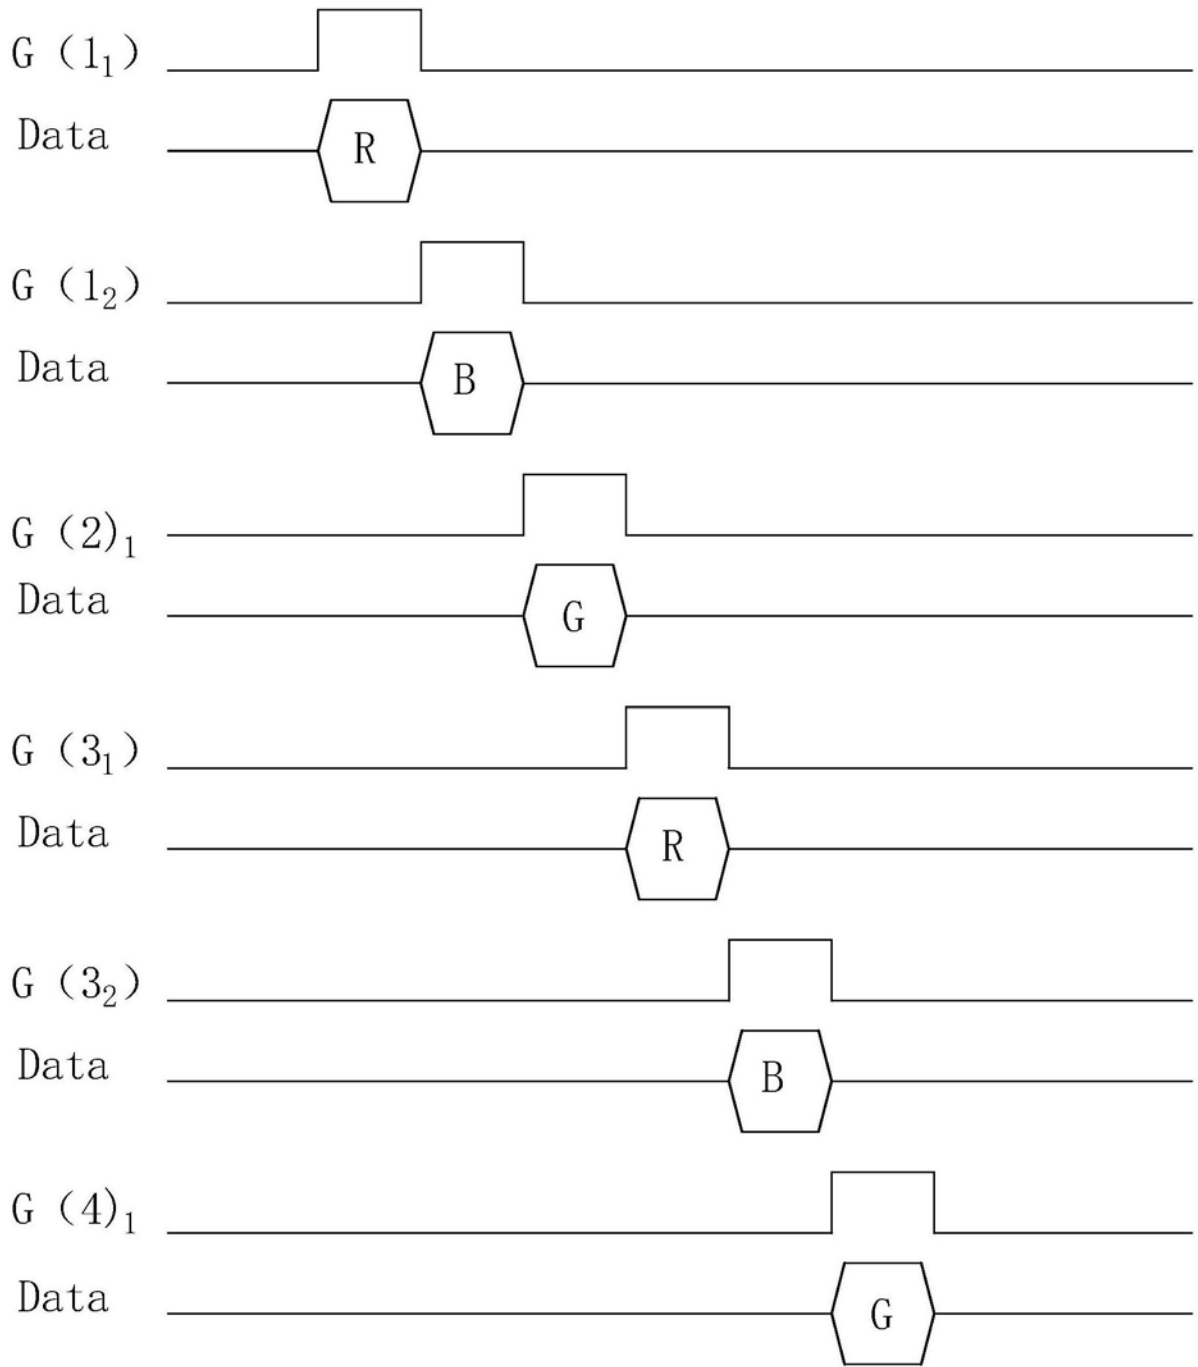 G (1₁)
Data
R
G (1₂)
Data
B
G (2)₁
Data
G
G (3₁)
Data
R
G (3₂)
Data
B
G (4)₁
Data
G